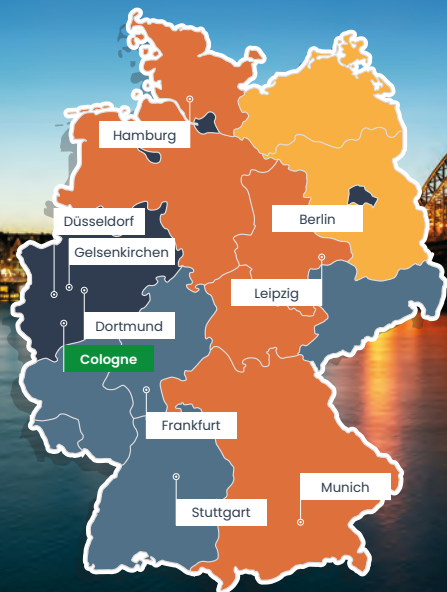 Hamburg
Düsseldorf
Berlin
Gelsenkirchen
Leipzig
Dortmund
Cologne
Frankfurt
Munich
Stuttgart